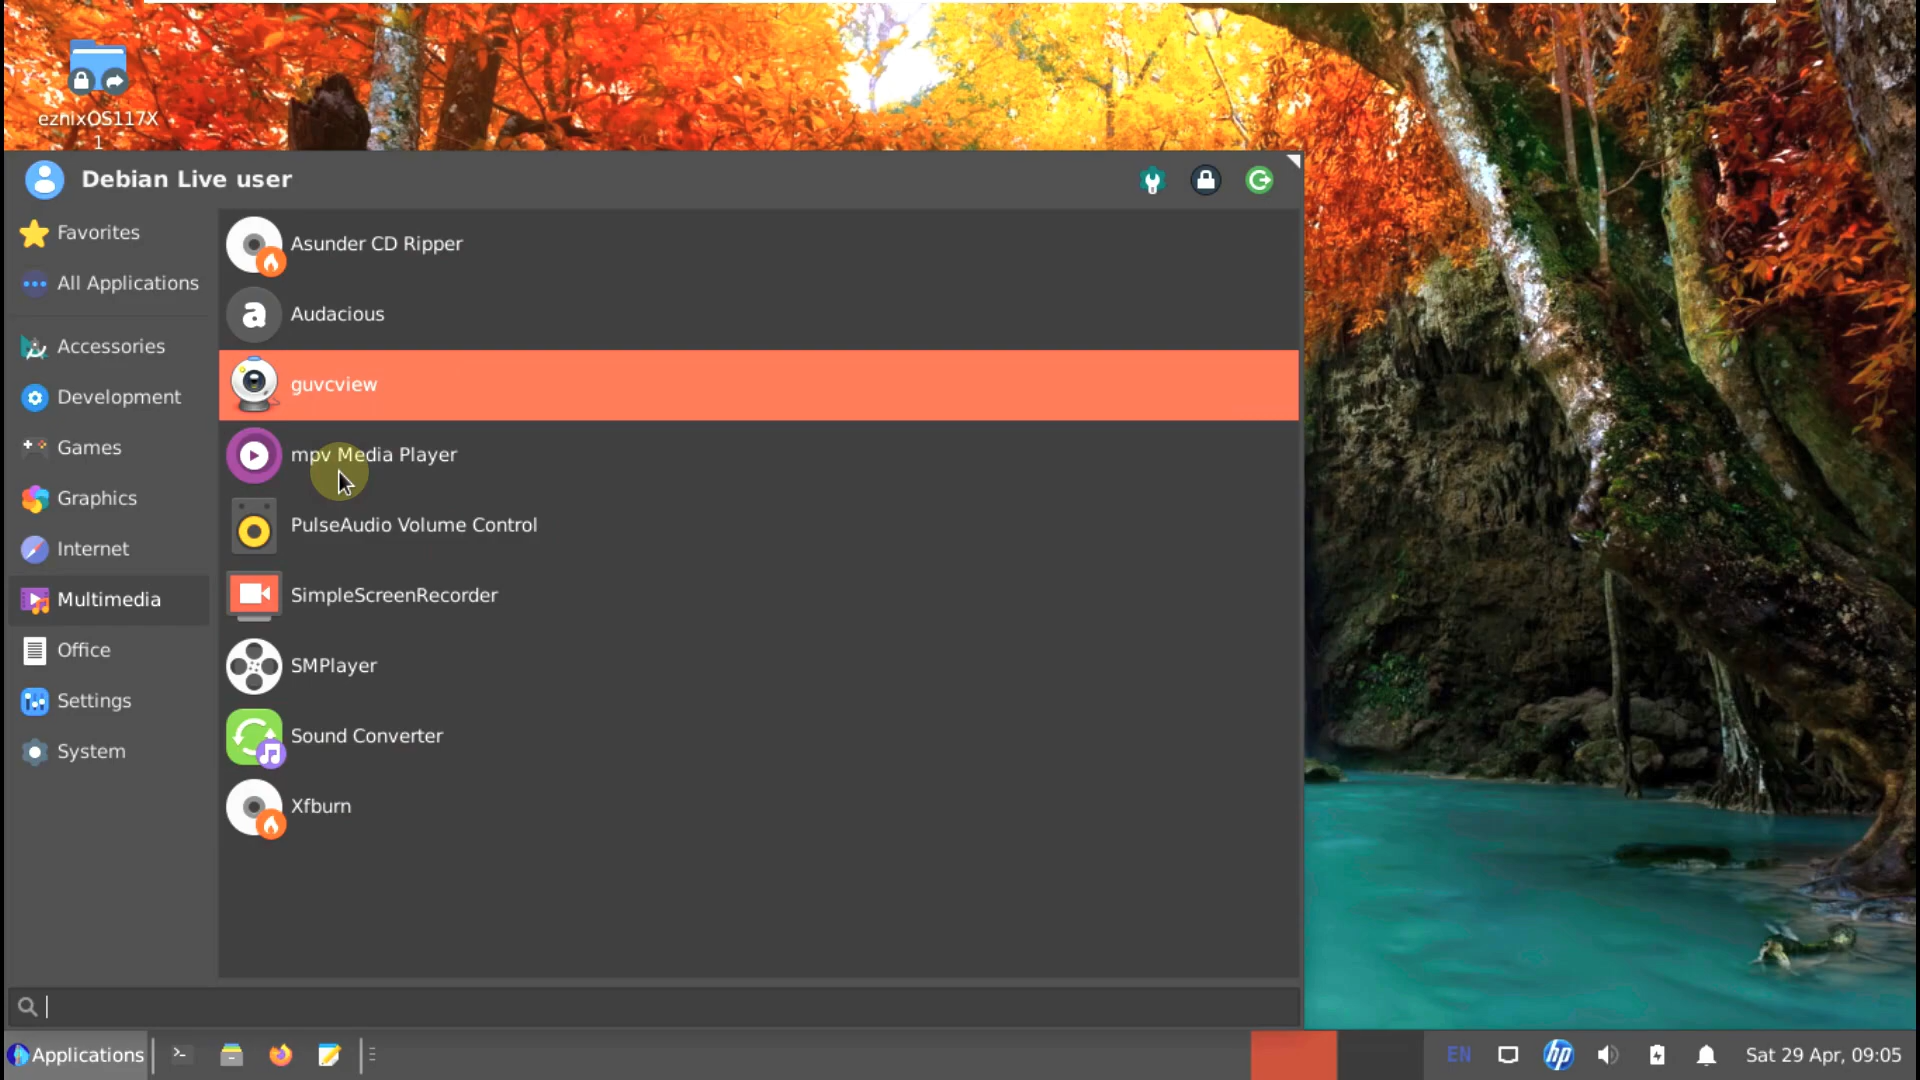 eznixOS117X
1
Debian Live user
Favorites
All Applications
Accessories
Development
Games
Graphics
Internet
Multimedia
Office
Settings
System
Asunder CD Ripper
Audacious
guvcview
mpv Media Player
PulseAudio Volume Control
SimpleScreenRecorder
SMPlayer
Sound Converter
Xfburn
Applications
EN
hp
Sat 29 Apr, 09:05